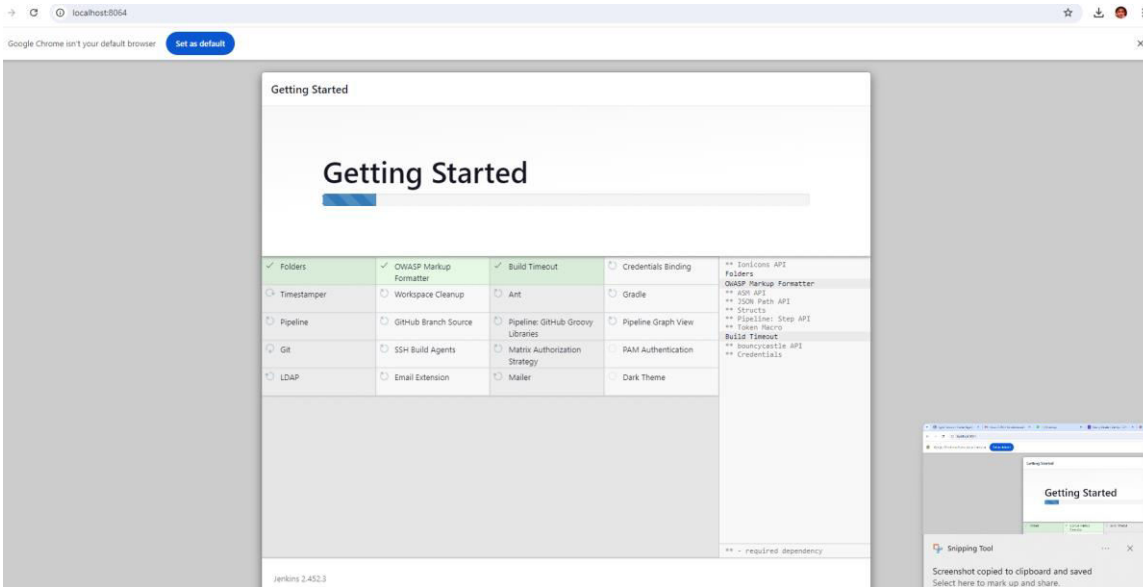 localhost:8064
Google Chrome isn't your default browser Set as default
Getting Started
Getting Started
Folders
OWASP Markup
Formatter
Build Timeout
Credentials Binding
Timestamper
Workspace Cleanup
Ant
Gradle
Pipeline
GitHub Branch Source
Pipeline: GitHub Groovy
Libraries
Pipeline Graph View
Git
SSH Build Agents
Matrix Authorization
Strategy
PAM Authentication
LDAP
Email Extension
Mailer
Dark Theme
** Ionicons API
Folders
OWASP Markup Formatter
** ASM API
** JSON Path API
** Structs
** Pipeline: Step API
** Token Macro
Build Timeout
** bouncycastle API
** Credentials
** - required dependency
Jenkins 2.452.3
Getting Started
Getting Started
Snipping Tool
Screenshot copied to clipboard and saved
Select here to mark up and share.